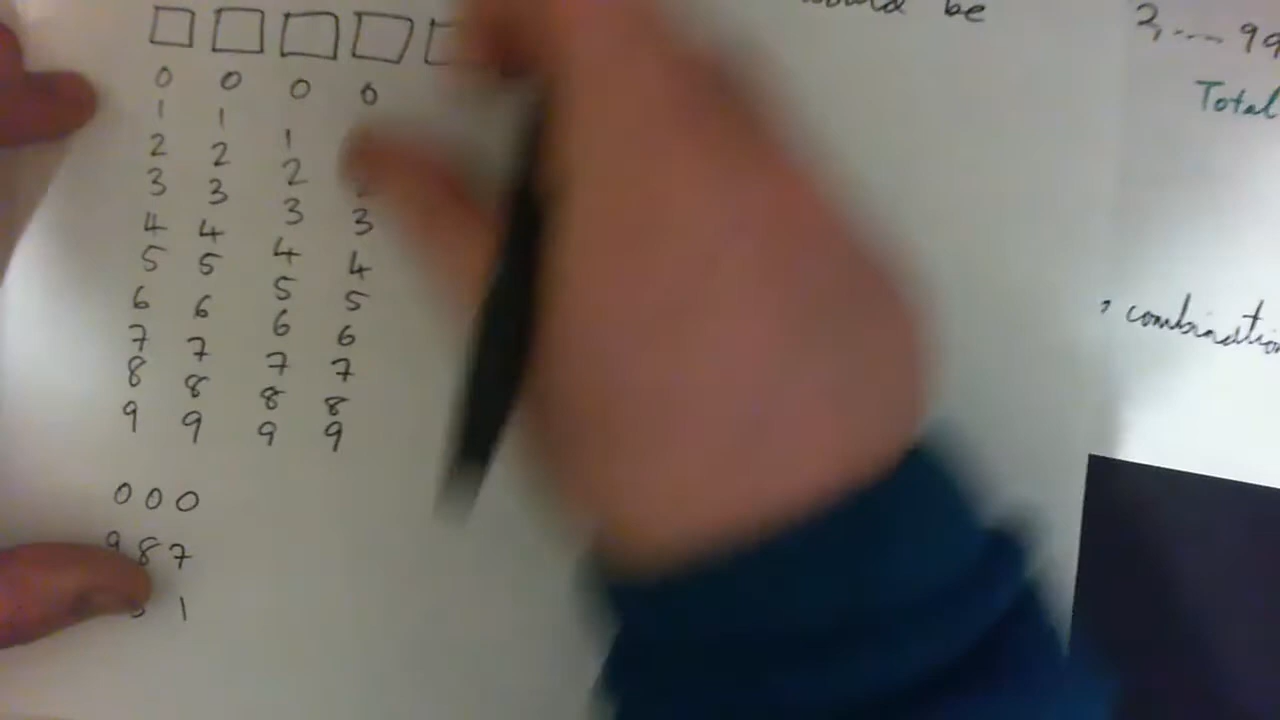 be
2, .... 99
Total
0 0 0 0
1 1 1
2 2 2
3 3 3 3
4 4 4 4
5 5 5 5
6 6 6 6
7 7 7 7
8 8 8 8
9 9 9 9
0 0 0
9 8 7
1